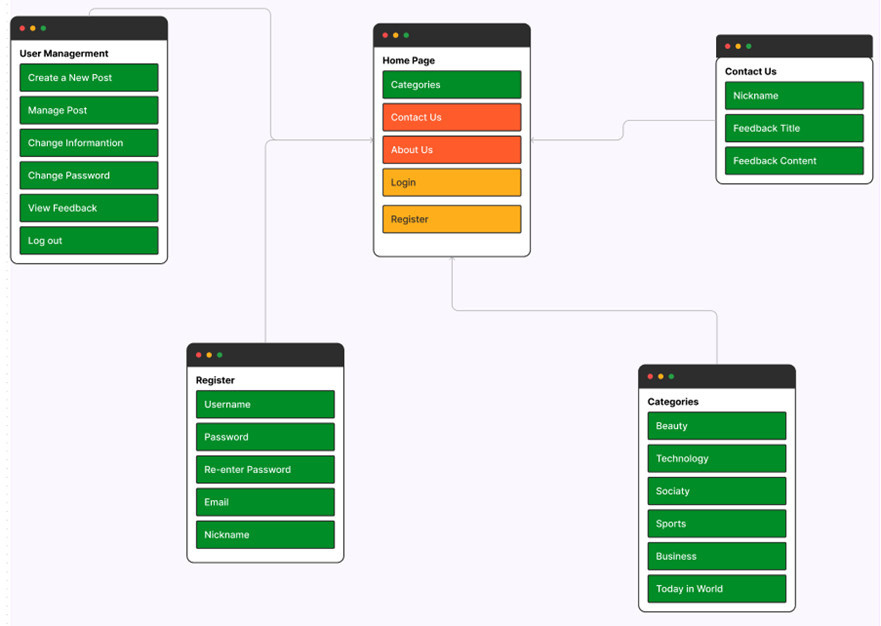 User Managerment
Create a New Post
Manage Post
Change Informantion
Change Password
View Feedback
Log out
Home Page
Categories
Contact Us
About Us
Login
Register
Contact Us
Nickname
Feedback Title
Feedback Content
Register
Username
Password
Re-enter Password
Email
Nickname
Categories
Beauty
Technology
Sociaty
Sports
Business
Today in World